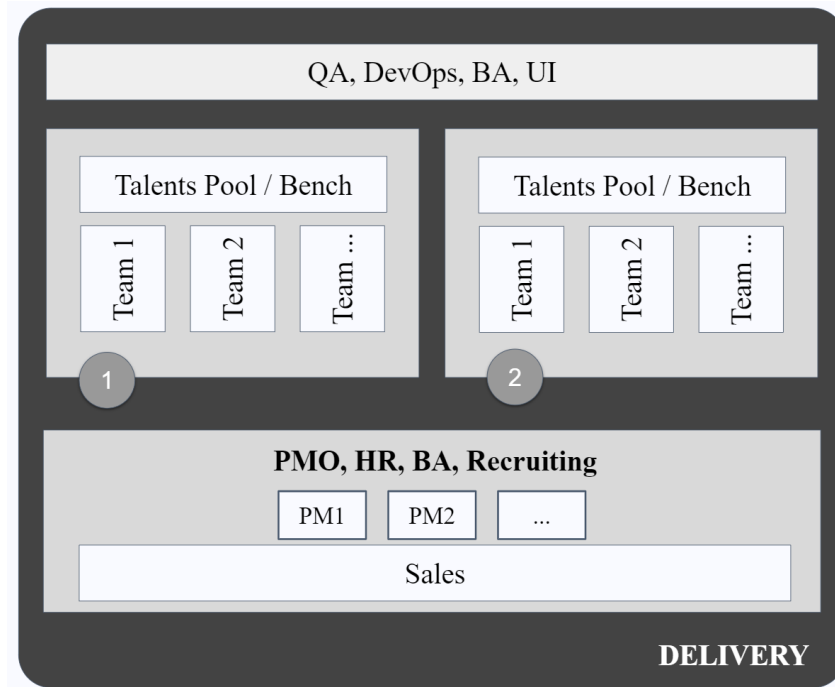 QA, DevOps, BA, UI
Talents Pool / Bench
Team 1
Team 2
Team ...
1
Talents Pool / Bench
Team 1
Team 2
Team ...
2
PMO, HR, BA, Recruiting
PM1
PM2
...
Sales
DELIVERY